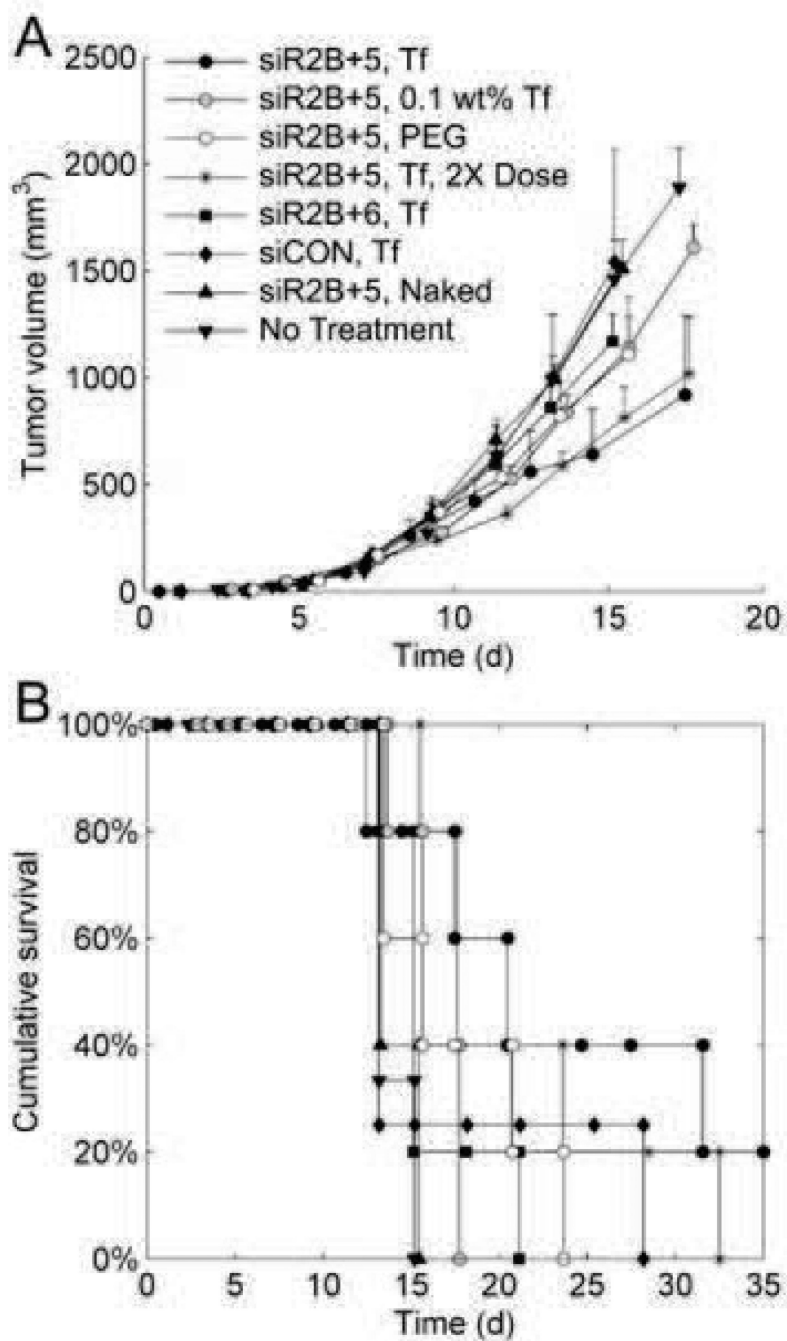 A
2500
2000
1500
1000
500
0
Tumor volume (mm³)
siR2B+5, Tf
siR2B+5, 0.1 wt% Tf
siR2B+5, PEG
siR2B+5, Tf, 2X Dose
siR2B+6, Tf
siCON, Tf
siR2B+5, Naked
No Treatment
0 5 10 15 20
Time (d)
B
100%
80%
60%
40%
20%
0%
Cumulative survival
0 5 10 15 20 25 30 35
Time (d)